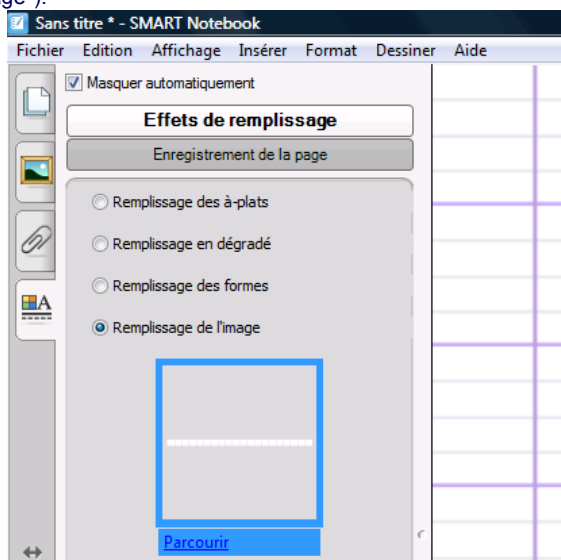 age").
Sans titre * - SMART Notebook
Fichier Edition Affichage Insérer Format Dessiner Aide
Masquer automatiquement
Effets de remplissage
Enregistrement de la page
Remplissage des à-plats
Remplissage en dégradé
Remplissage des formes
A
Remplissage de l'image
Parcourir